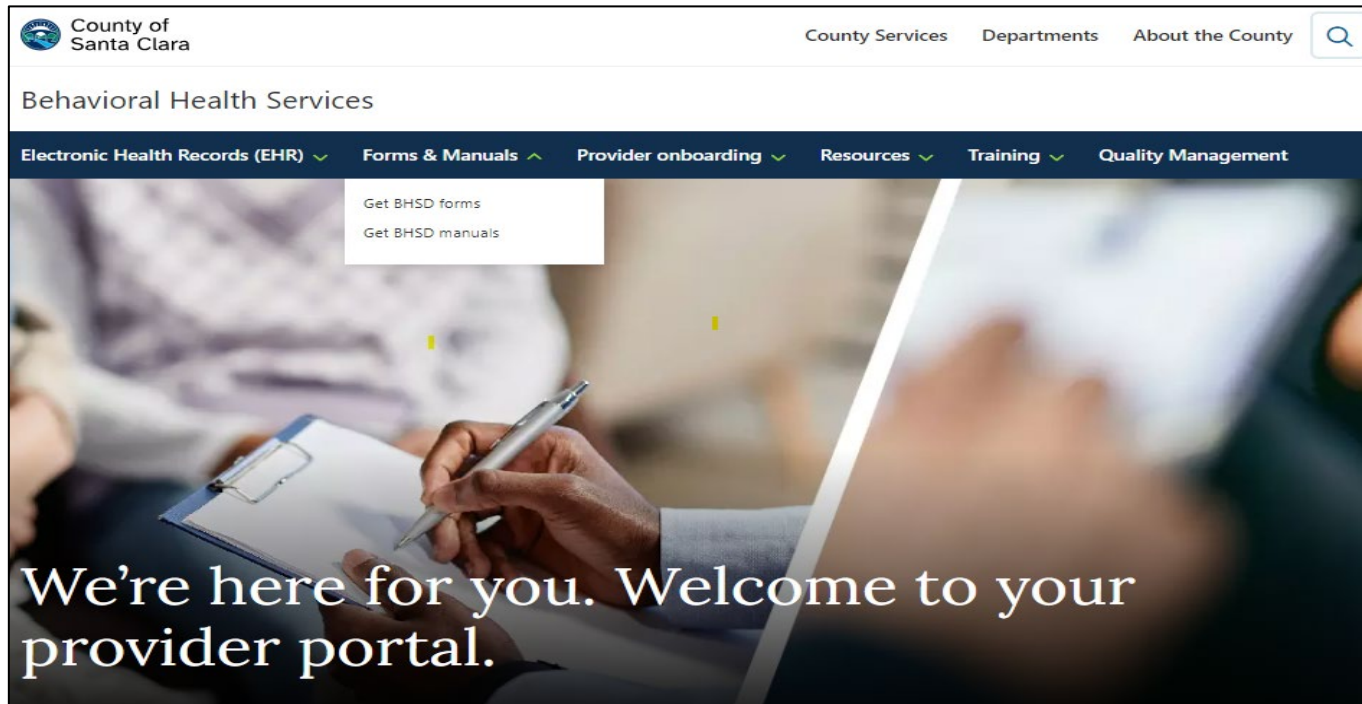 County of
Santa Clara
County Services Departments About the County
Behavioral Health Services
Electronic Health Records (EHR) Forms & Manuals Provider onboarding Resources Training Quality Management
Get BHSD forms
Get BHSD manuals
We’re here for you. Welcome to your
provider portal.